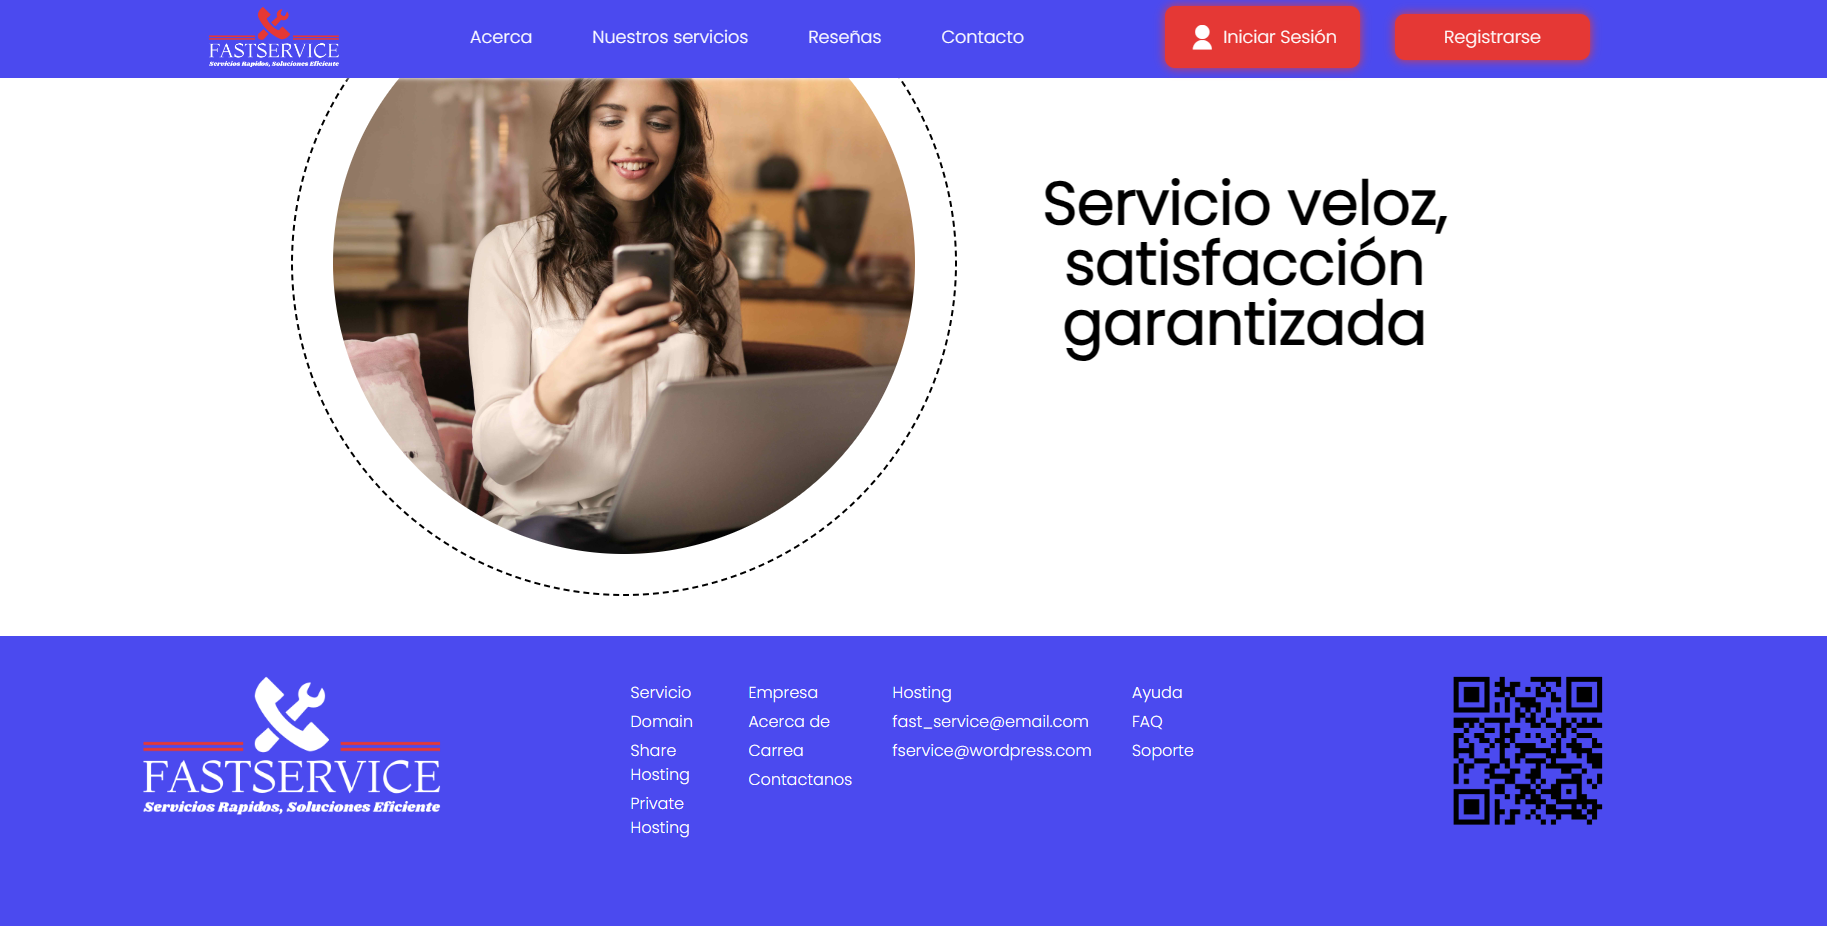 FASTSERVICE
Servicios Rapidos, Soluciones Eficiente
Acerca
Nuestros servicios
Reseñas
Contacto
Iniciar Sesión
Registrarse
Servicio veloz,
satisfacción
garantizada
FASTSERVICE
Servicios Rapidos, Soluciones Eficiente
Servicio
Domain
Share
Hosting
Private
Hosting
Empresa
Acerca de
Carrea
Contactanos
Hosting
fast_service@email.com
fservice@wordpress.com
Ayuda
FAQ
Soporte